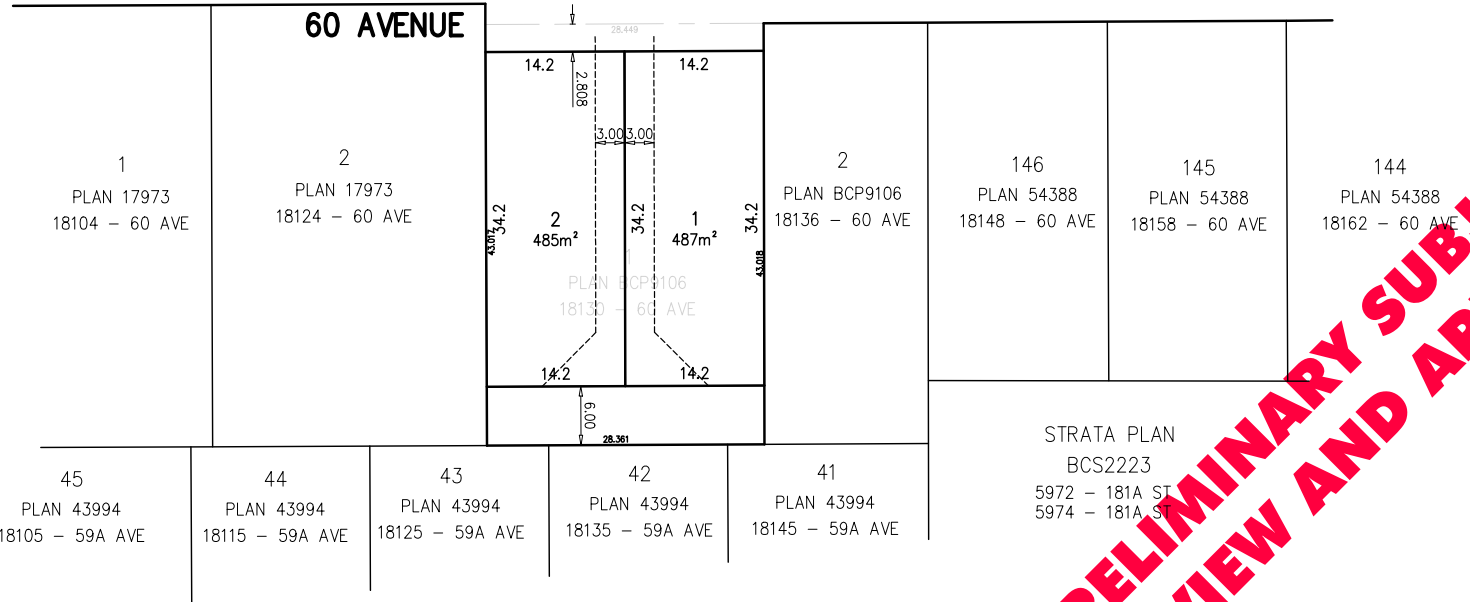 60 AVENUE
28.449
14.2
14.2
2.808
3.00
3.00
1
PLAN 17973
18104 – 60 AVE
2
PLAN 17973
18124 – 60 AVE
43.017
34.2
2
485m²
34.2
1
487m²
34.2
43.018
PLAN BCP9106
18130 – 60 AVE
2
PLAN BCP9106
18136 – 60 AVE
146
PLAN 54388
18148 – 60 AVE
145
PLAN 54388
18158 – 60 AVE
144
PLAN 54388
18162 – 60 AVE
14.2
14.2
6.00
28.361
45
PLAN 43994
18105 – 59A AVE
44
PLAN 43994
18115 – 59A AVE
43
PLAN 43994
18125 – 59A AVE
42
PLAN 43994
18135 – 59A AVE
41
PLAN 43994
18145 – 59A AVE
STRATA PLAN
BCS2223
5972 – 181A ST
5974 – 181A ST
PRELIMINARY
AND